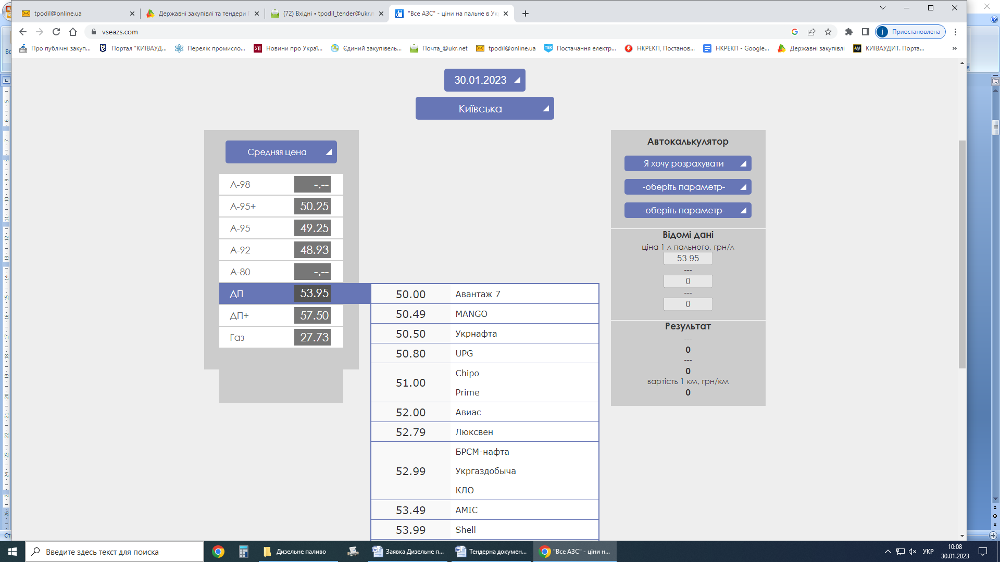 tpodil@online.ua
Державні закупівлі та тендери
(72) Вхідні • tpodil_tender@ukr.n
"Все АЗС" - ціни на пальне в Ук
vseazs.com
j Приостановлена
Про публічні закуп...
Портал "КИЇВАУД...
Перелік промисло...
УП Новини про Украї...
Єдиний закупівель...
Почта_@ukr.net
tpodil@online.ua
ТЕК Постачання електр...
НКРЕКП, Постанов...
НКРЕКП - Google...
Державні закупівлі
КИЇВАУДИТ. Порта...
»
30.01.2023
Київська
Средняя цена
А-98 -.--
А-95+ 50.25
А-95 49.25
А-92 48.93
А-80 -.--
ДП 53.95
ДП+ 57.50
Газ 27.73
50.00 Авантаж 7
50.49 MANGO
50.50 Укрнафта
50.80 UPG
51.00 Chipo
Prime
52.00 Авиас
52.79 Люксвен
52.99 БРСМ-нафта
Укргаздобыча
КЛО
53.49 AMIC
53.99 Shell
Автокалькулятор
Я хочу розрахувати
-оберіть параметр-
-оберіть параметр-
Відомі дані
ціна 1 л пального, грн/л
53.95
---
0
---
0
Результат
---
0
---
0
вартість 1 км, грн/км
0
Введите здесь текст для поиска
Дизельне паливо
Заявка Дизельне п...
Тендерна докумен...
"Все АЗС" - ціни н...
УКР
10:08
30.01.2023